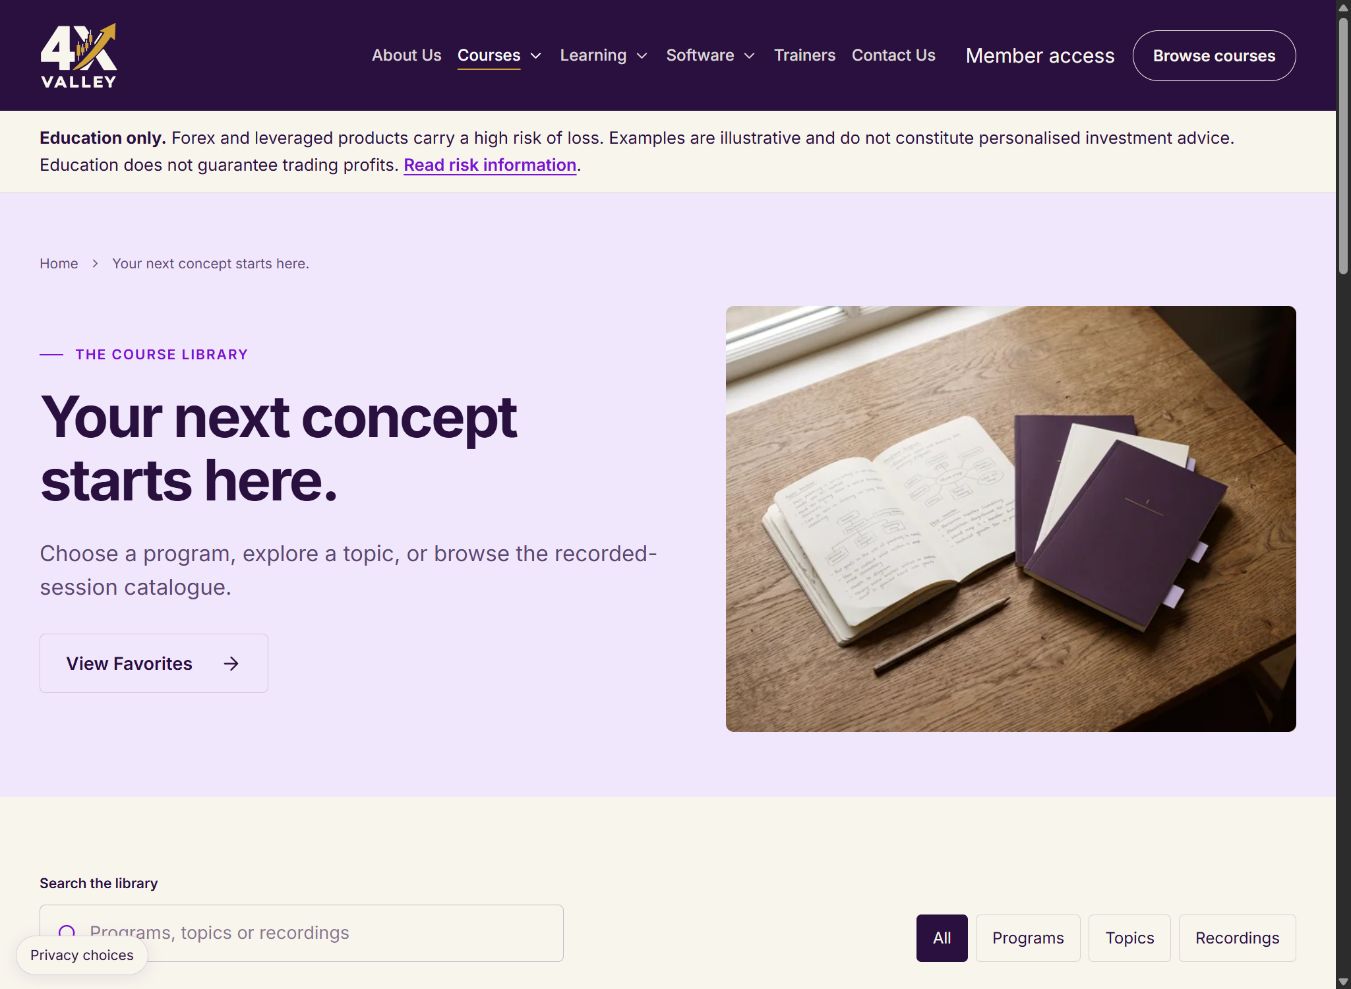 4X
VALLEY
About Us
Courses
Learning
Software
Trainers
Contact Us
Member access
Browse courses
Education only. Forex and leveraged products carry a high risk of loss. Examples are illustrative and do not constitute personalised investment advice.
Education does not guarantee trading profits. Read risk information.
Home
Your next concept starts here.
THE COURSE LIBRARY
Your next concept
starts here.
Choose a program, explore a topic, or browse the recorded-
session catalogue.
View Favorites
Search the library
Programs, topics or recordings
All
Programs
Topics
Recordings
Privacy choices